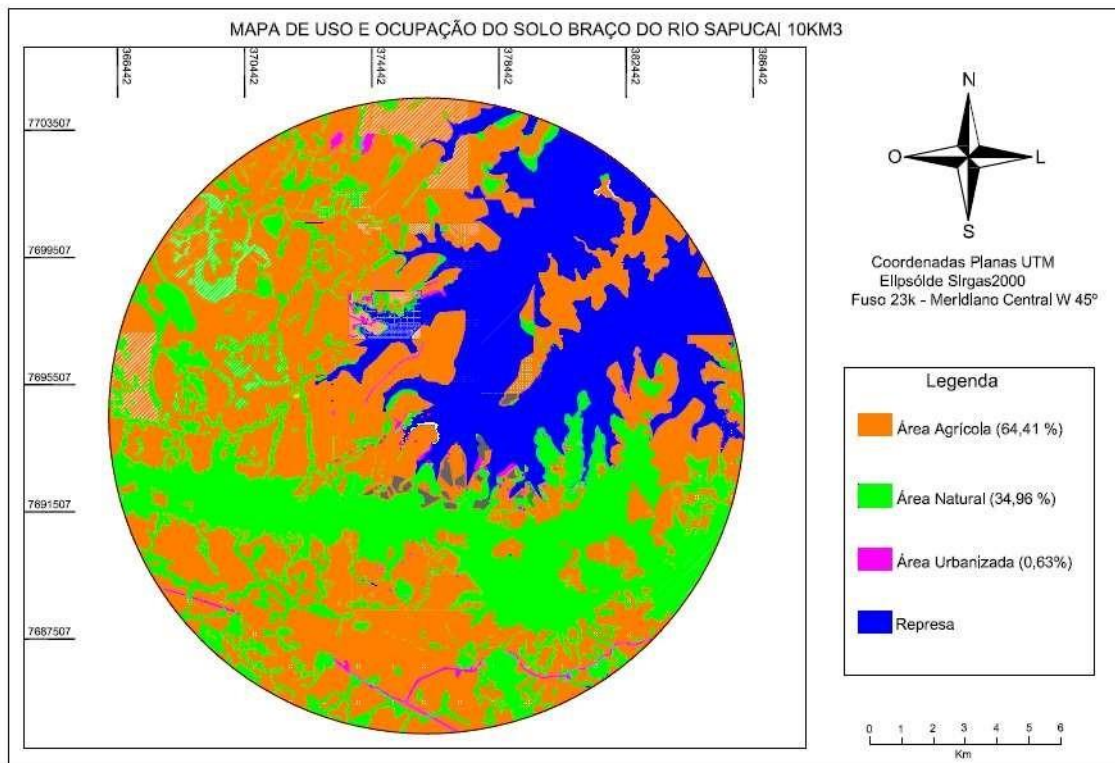 MAPA DE USO E OCUPAÇÃO DO SOLO BRAÇO DO RIO SAPUCAI 10KM3
366442
370442
374442
378442
382442
386442
7703507
7699507
7695507
7691507
7687507
N
O
L
S
Coordenadas Planas UTM
Elipsóide Sirgas2000
Fuso 23k - Meridiano Central W 45º
Legenda
Área Agrícola (64,41 %)
Área Natural (34,96 %)
Área Urbanizada (0,63%)
Represa
0 1 2 3 4 5 6
Km